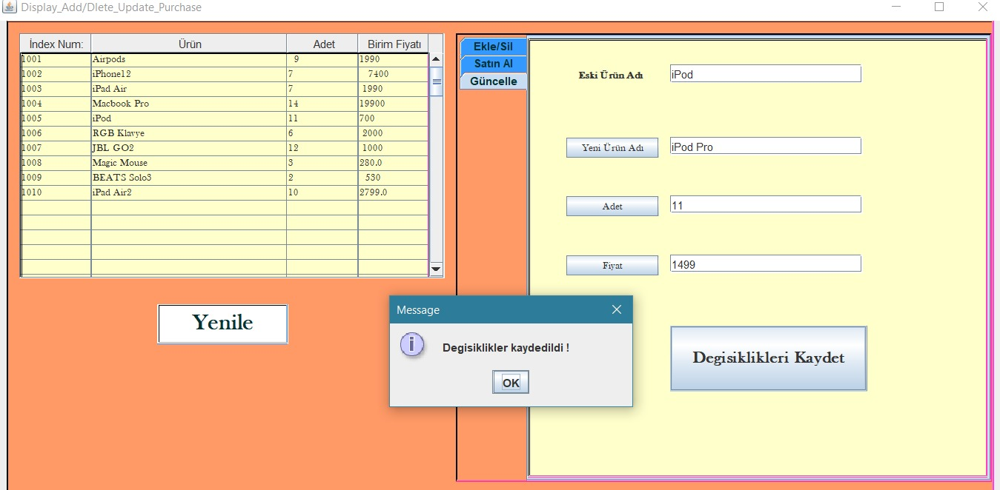 Display_Add/Dlete_Update_Purchase
İndex Num: Ürün Adet Birim Fiyatı
1001 Airpods 9 1990
1002 iPhone12 7 7400
1003 iPad Air 7 1990
1004 Macbook Pro 14 19900
1005 iPod 11 700
1006 RGB Klavye 6 2000
1007 JBL GO2 12 1000
1008 Magic Mouse 3 280.0
1009 BEATS Solo3 2 530
1010 iPad Air2 10 2799.0
Yenile
Ekle/Sil
Satın Al
Güncelle
Eski Ürün Adı iPod
Yeni Ürün Adı iPod Pro
Adet 11
Fiyat 1499
Degisiklikleri Kaydet
Message
Degisiklikler kaydedildi !
OK